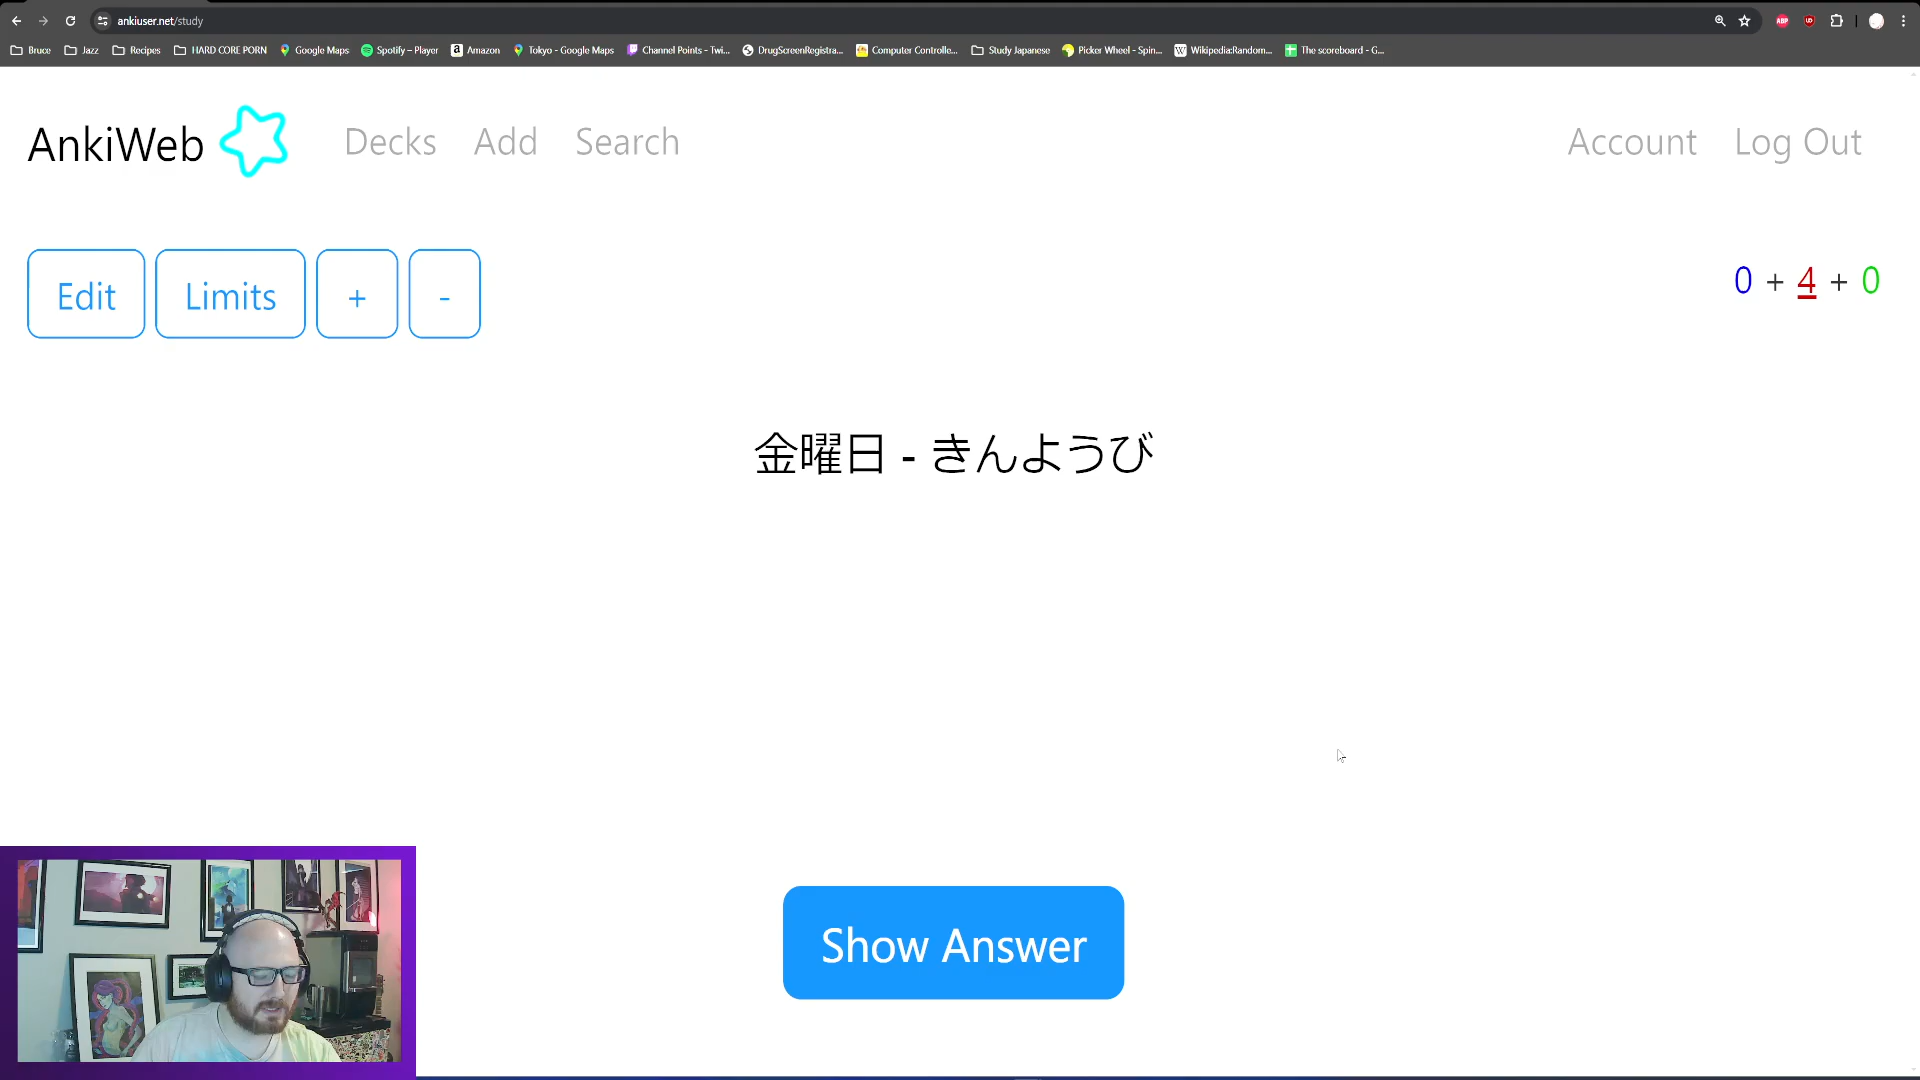 ankiuser.net/study
Bruce Jazz Recipes HARD CORE PORN Google Maps Spotify – Player Amazon Tokyo - Google Maps Channel Points - Twi... DrugScreenRegistra... Computer Controlle... Study Japanese Picker Wheel - Spin... Wikipedia:Random... The scoreboard - G...
AnkiWeb Decks Add Search Account Log Out
Edit Limits + - 0 + 4 + 0
金曜日 - きんようび
Show Answer